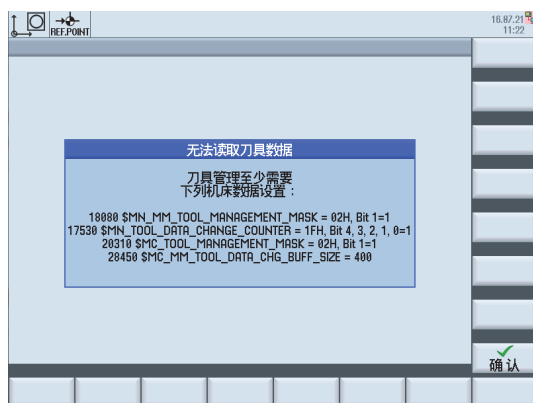 REF.POINT
16.07.21
11:22
无法读取刀具数据
刀具管理至少需要
下列机床数据设置：
18080 $MN_MM_TOOL_MANAGEMENT_MASK = 02H, Bit 1=1
17530 $MN_TOOL_DATA_CHANGE_COUNTER = 1FH, Bit 4, 3, 2, 1, 0=1
20310 $MC_TOOL_MANAGEMENT_MASK = 02H, Bit 1=1
28450 $MC_MM_TOOL_DATA_CHG_BUFF_SIZE = 400
确认